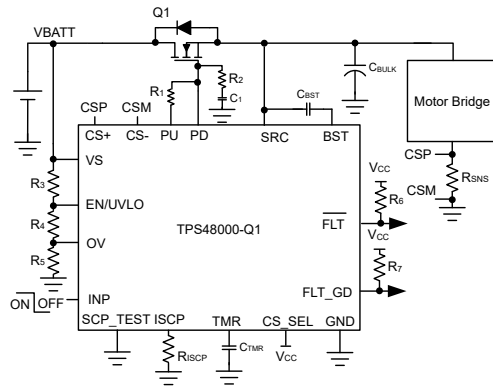 Q1
VBATT
R1
R2
C1
CBST
CBULK
Motor Bridge
CSP
CSM
CS+
CS-
PU
PD
SRC
BST
VS
CSP
RSNS
CSM
R3
EN/UVLO
R4
OV
R5
TPS48000-Q1
VCC
R6
FLT
VCC
R7
FLT_GD
ON
OFF
INP
SCP_TEST
ISCP
TMR
CS_SEL
GND
RISCP
CTMR
VCC